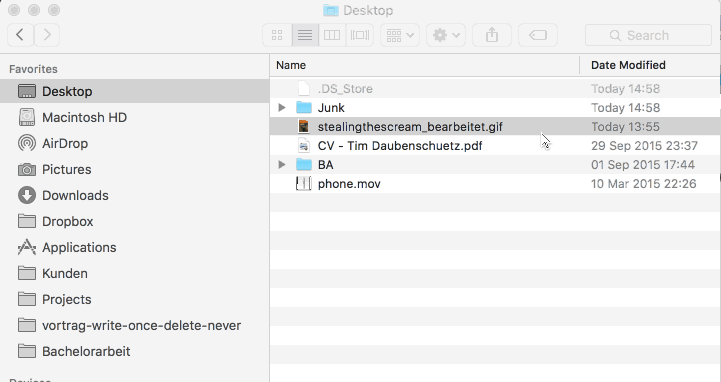 Desktop
Search
Favorites
Desktop
Macintosh HD
AirDrop
Pictures
Downloads
Dropbox
Applications
Kunden
Projects
vortrag-write-once-delete-never
Bachelorarbeit
Devices
Name Date Modified
.DS_Store Today 14:58
Junk Today 14:58
stealingthescream_bearbeitet.gif Today 13:55
CV - Tim Daubenschuetz.pdf 29 Sep 2015 23:37
BA 01 Sep 2015 17:44
phone.mov 10 Mar 2015 22:26